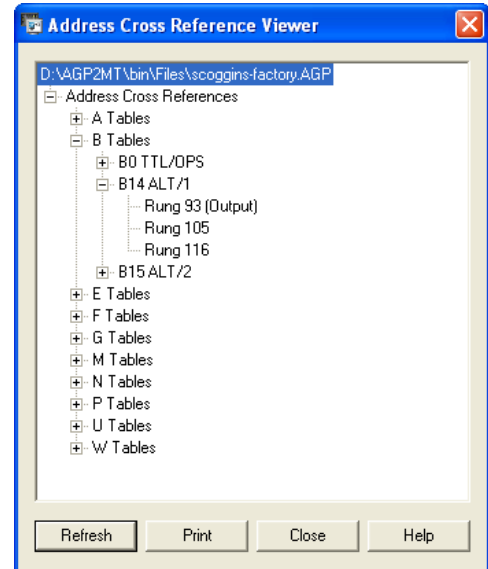 Address Cross Reference Viewer
D:\AGP2MT\bin\Files\scoggins-factory.AGP
Address Cross References
A Tables
B Tables
B0 TTL/OPS
B14 ALT/1
Rung 93 (Output)
Rung 105
Rung 116
B15 ALT/2
E Tables
F Tables
G Tables
M Tables
N Tables
P Tables
U Tables
W Tables
Refresh Print Close Help